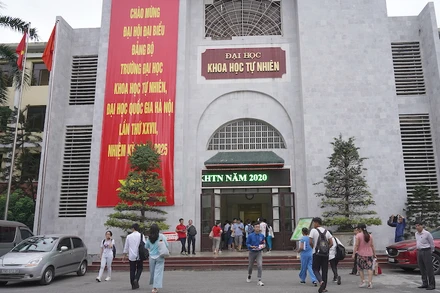 CHÀO MỪNG
ĐẠI HỘI ĐẠI BIỂU
ĐẢNG BỘ
TRƯỜNG ĐẠI HỌC
KHOA HỌC TỰ NHIÊN,
ĐẠI HỌC QUỐC GIA HÀ NỘI
LẦN THỨ XXVII,
NHIỆM KỲ 2025
ĐẠI HỌC
KHOA HỌC TỰ NHIÊN
KHTN NĂM 2020